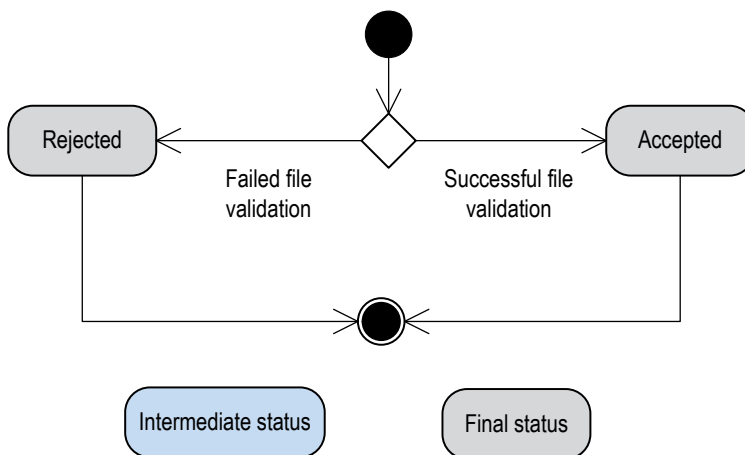 Rejected
Accepted
Failed file
validation
Successful file
validation
Intermediate status
Final status